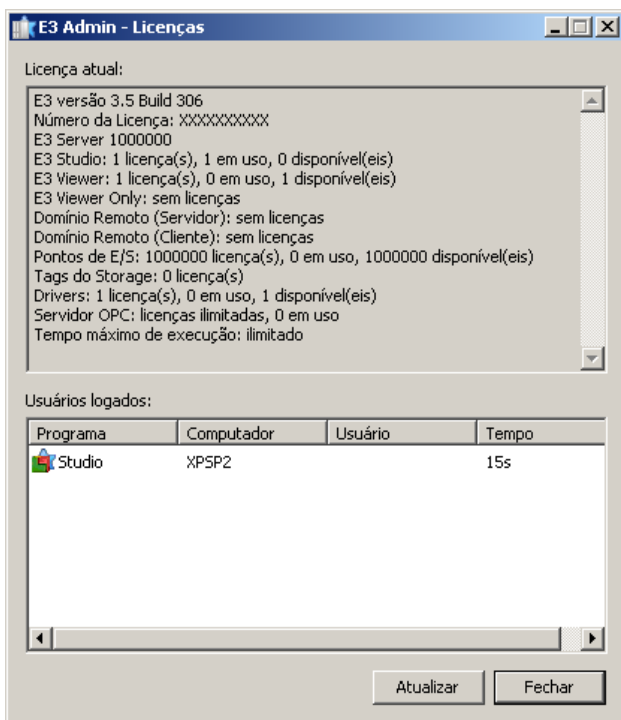 E3 Admin - Licenças
Licença atual:
E3 versão 3.5 Build 306
Número da Licença: XXXXXXXXXX
E3 Server 1000000
E3 Studio: 1 licença(s), 1 em uso, 0 disponível(eis)
E3 Viewer: 1 licença(s), 0 em uso, 1 disponível(eis)
E3 Viewer Only: sem licenças
Domínio Remoto (Servidor): sem licenças
Domínio Remoto (Cliente): sem licenças
Pontos de E/S: 1000000 licença(s), 0 em uso, 1000000 disponível(eis)
Tags do Storage: 0 licença(s)
Drivers: 1 licença(s), 0 em uso, 1 disponível(eis)
Servidor OPC: licenças ilimitadas, 0 em uso
Tempo máximo de execução: ilimitado
Usuários logados:
Programa Computador Usuário Tempo
Studio XPSP2 15s
Atualizar Fechar